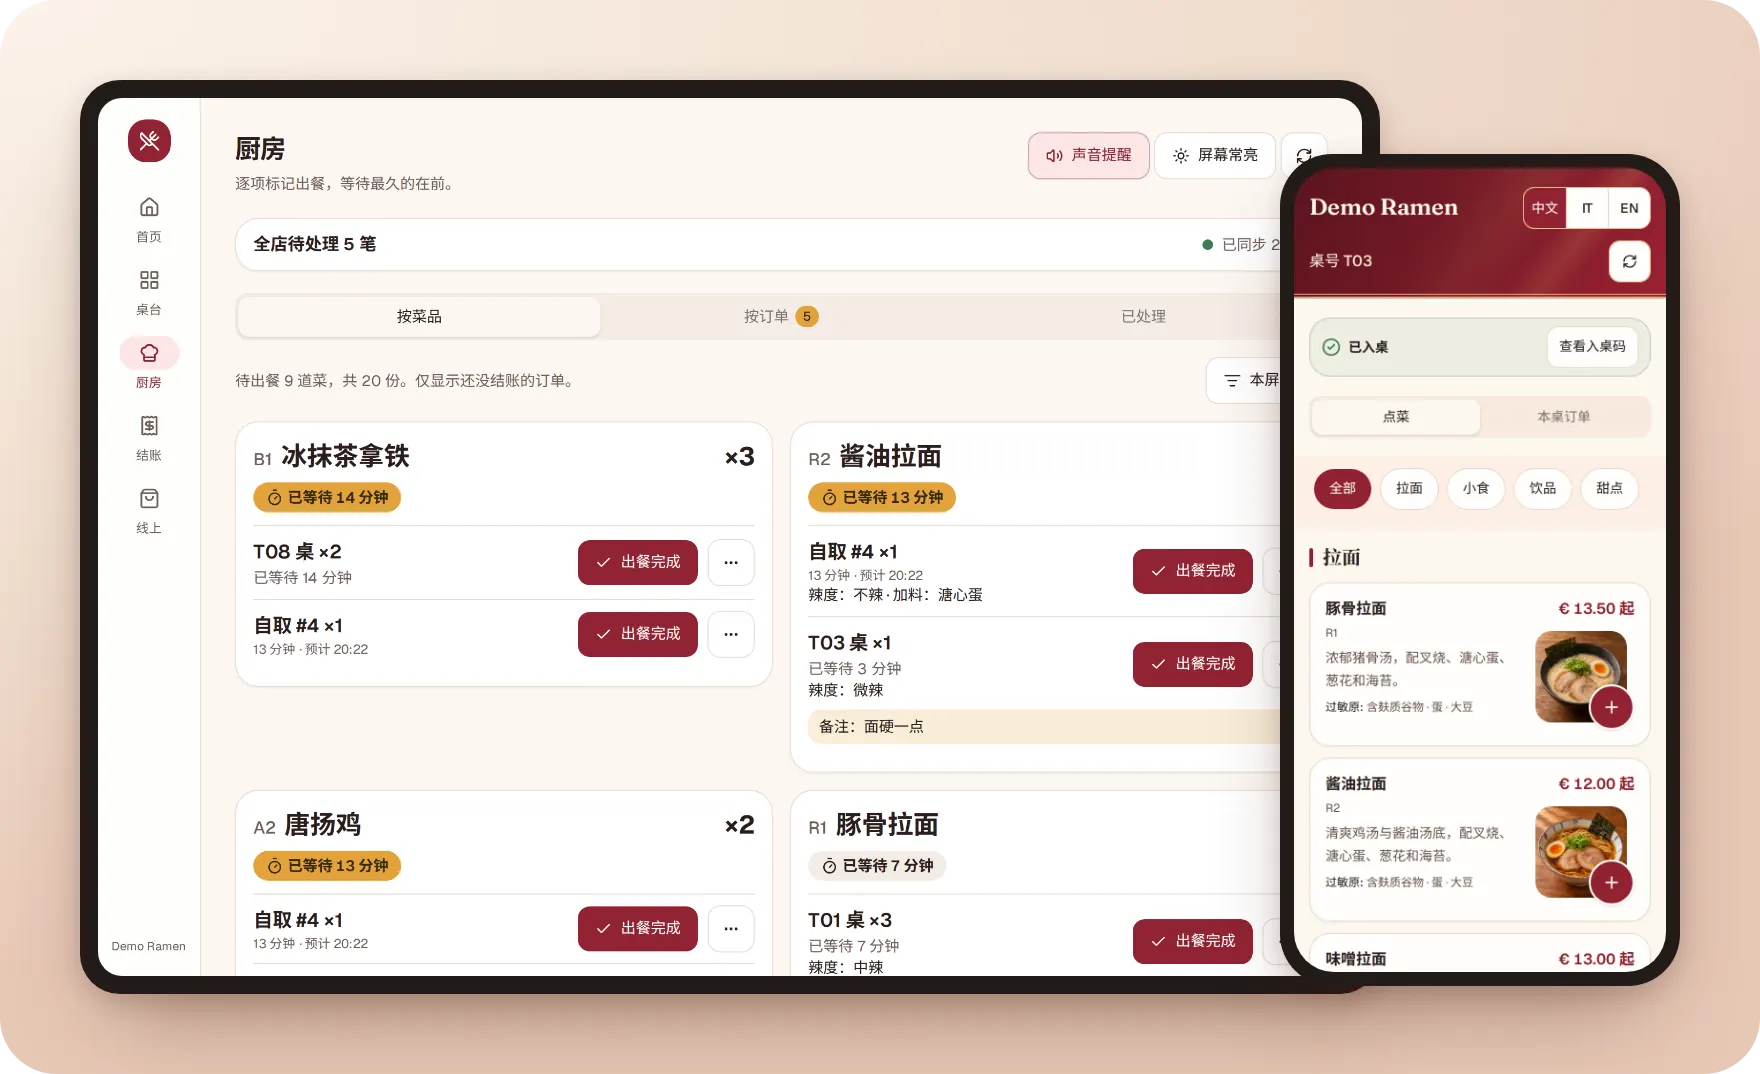 首页
桌台
厨房
结账
线上
Demo Ramen
厨房
逐项标记出餐，等待最久的在前。
声音提醒
屏幕常亮
全店待处理 5 笔
已同步 2
按菜品
按订单 5
已处理
待出餐 9 道菜，共 20 份。仅显示还没结账的订单。
本屏
B1 冰抹茶拿铁 ×3
已等待 14 分钟
T08 桌 ×2
已等待 14 分钟
出餐完成
自取 #4 ×1
13 分钟 · 预计 20:22
出餐完成
R2 酱油拉面
已等待 13 分钟
自取 #4 ×1
13 分钟 · 预计 20:22
辣度：不辣 · 加料：溏心蛋
出餐完成
T03 桌 ×1
已等待 3 分钟
辣度：微辣
出餐完成
备注：面硬一点
A2 唐扬鸡 ×2
已等待 13 分钟
自取 #4 ×1
13 分钟 · 预计 20:22
出餐完成
R1 豚骨拉面
已等待 7 分钟
T01 桌 ×3
已等待 7 分钟
辣度：中辣
出餐完成
Demo Ramen
中文 IT EN
桌号 T03
已入桌
查看入桌码
点菜
本桌订单
全部 拉面 小食 饮品 甜点
拉面
豚骨拉面 € 13.50 起
R1
浓郁猪骨汤，配叉烧、溏心蛋、
葱花和海苔。
过敏原: 含麸质谷物 · 蛋 · 大豆
酱油拉面 € 12.00 起
R2
清爽鸡汤与酱油汤底，配叉烧、
溏心蛋、葱花和海苔。
过敏原: 含麸质谷物 · 蛋 · 大豆
味噌拉面 € 13.00 起